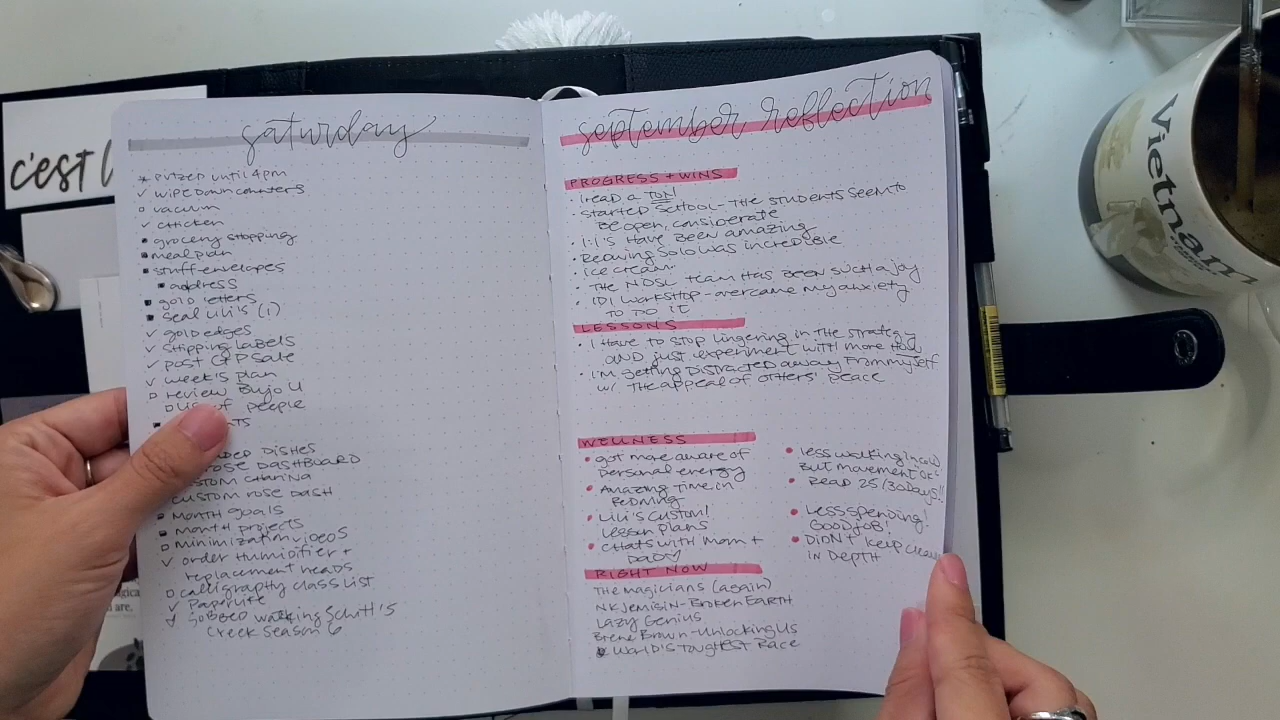 c'est l
saturday
putzed until 4pm
wipe down counters
vacuum
chicken
grocery shopping
meal plan
stuff envelopes
address
gold letters
seal Lili's (1)
gold edges
shipping labels
post GPP sale
week's plan
review Bujo U
of people
dishes
dashboard
custom rose dash
month goals
month projects
minimization videos
order humidifier +
replacement heads
calligraphy class list
paperlife
sobbed watching Schitt's
Creek Season 6
are,
september reflection
PROGRESS + WINS
I read a TON
started school - the students seem to
be open, considerate
1:1's have been amazing
Redwing solo was incredible
ice cream
The NDSL team has been such a joy
IDI workshop - overcame my anxiety
to do it
LESSONS
I have to stop lingering in the strategy
and just experiment with more
I'm getting distracted away from myself
w/ the appeal of others' peace
WELLNESS
got more aware of
personal energy
Amazing time in
Redwing
Lili's custom!
lesson plans
chats with mom +
dad
less walking in
but movement
Read 25/30 days!!
Less spending!
Good job!
Didn't keep
in depth
RIGHT NOW
The magicians (again)
NK Jemisin - Broken Earth
Lazy Genius
Brene Brown - Unlocking Us
World's Toughest Race
Vietnam